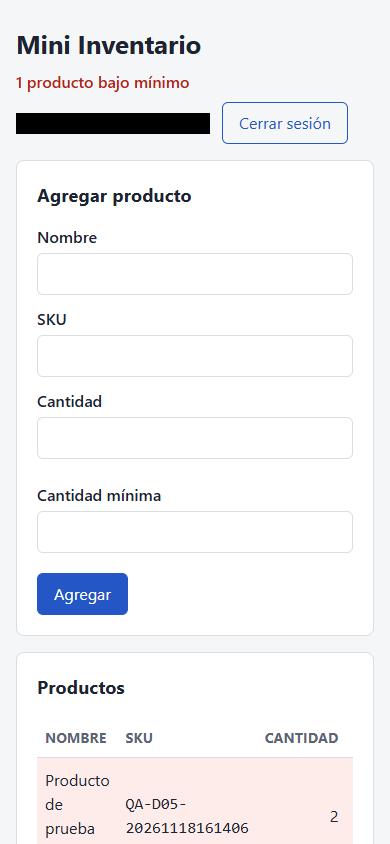 Mini Inventario
1 producto bajo mínimo
Cerrar sesión
Agregar producto
Nombre
SKU
Cantidad
Cantidad mínima
Agregar
Productos
NOMBRE SKU CANTIDAD
Producto
de
prueba
QA-D05-
20261118161406
2